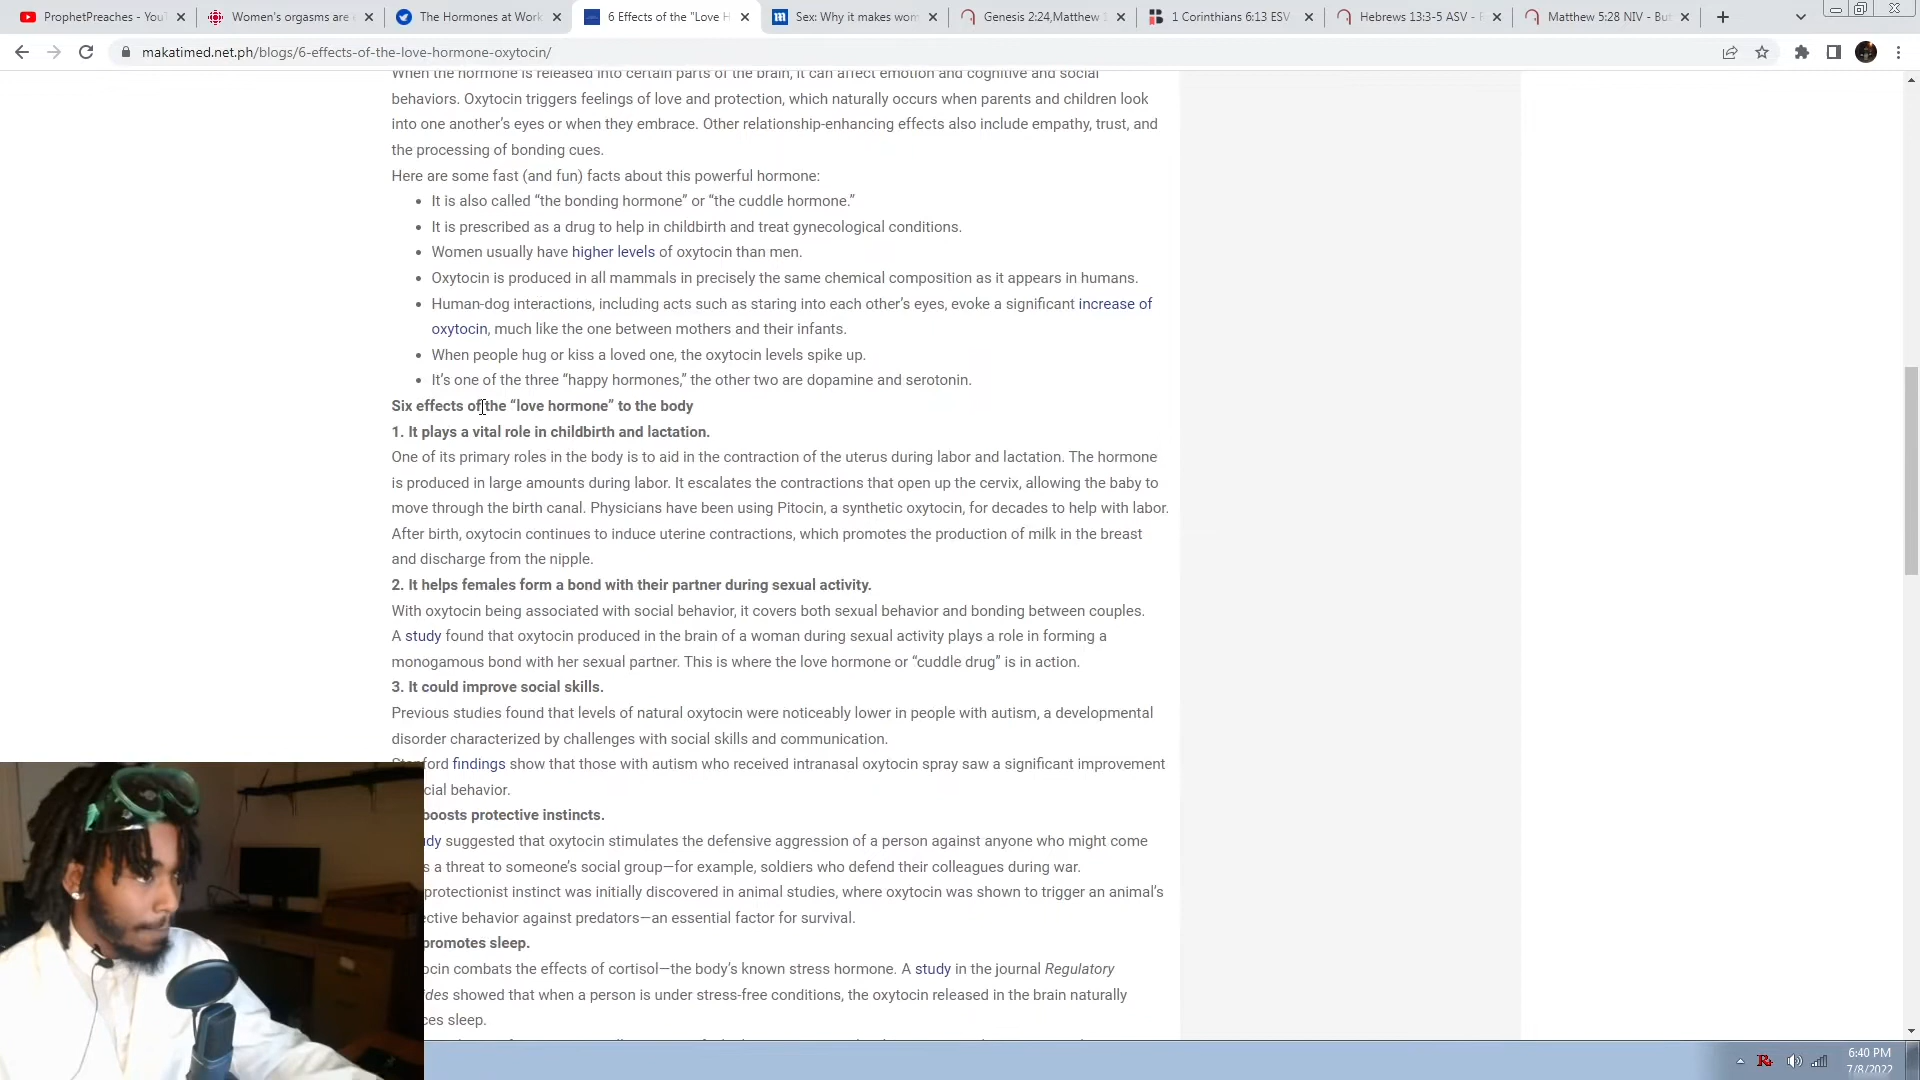 ProphetPreaches - YouT
Women's orgasms are
The Hormones at Work
6 Effects of the "Love H
Sex: Why it makes wom
Genesis 2:24,Matthew
1 Corinthians 6:13 ESV
Hebrews 13:3-5 ASV -
Matthew 5:28 NIV - But
makatimed.net.ph/blogs/6-effects-of-the-love-hormone-oxytocin/
When the hormone is released into certain parts of the brain, it can affect emotion and cognitive and social
behaviors. Oxytocin triggers feelings of love and protection, which naturally occurs when parents and children look
into one another’s eyes or when they embrace. Other relationship-enhancing effects also include empathy, trust, and
the processing of bonding cues.
Here are some fast (and fun) facts about this powerful hormone:
• It is also called “the bonding hormone” or “the cuddle hormone.”
• It is prescribed as a drug to help in childbirth and treat gynecological conditions.
• Women usually have higher levels of oxytocin than men.
• Oxytocin is produced in all mammals in precisely the same chemical composition as it appears in humans.
• Human-dog interactions, including acts such as staring into each other’s eyes, evoke a significant increase of
oxytocin, much like the one between mothers and their infants.
• When people hug or kiss a loved one, the oxytocin levels spike up.
• It’s one of the three “happy hormones,” the other two are dopamine and serotonin.
Six effects of the “love hormone” to the body
1. It plays a vital role in childbirth and lactation.
One of its primary roles in the body is to aid in the contraction of the uterus during labor and lactation. The hormone
is produced in large amounts during labor. It escalates the contractions that open up the cervix, allowing the baby to
move through the birth canal. Physicians have been using Pitocin, a synthetic oxytocin, for decades to help with labor.
After birth, oxytocin continues to induce uterine contractions, which promotes the production of milk in the breast
and discharge from the nipple.
2. It helps females form a bond with their partner during sexual activity.
With oxytocin being associated with social behavior, it covers both sexual behavior and bonding between couples.
A study found that oxytocin produced in the brain of a woman during sexual activity plays a role in forming a
monogamous bond with her sexual partner. This is where the love hormone or “cuddle drug” is in action.
3. It could improve social skills.
Previous studies found that levels of natural oxytocin were noticeably lower in people with autism, a developmental
disorder characterized by challenges with social skills and communication.
findings show that those with autism who received intranasal oxytocin spray saw a significant improvement
cial behavior.
boosts protective instincts.
dy suggested that oxytocin stimulates the defensive aggression of a person against anyone who might come
s a threat to someone’s social group—for example, soldiers who defend their colleagues during war.
protectionist instinct was initially discovered in animal studies, where oxytocin was shown to trigger an animal’s
ective behavior against predators—an essential factor for survival.
promotes sleep.
ocin combats the effects of cortisol—the body’s known stress hormone. A study in the journal Regulatory
ides showed that when a person is under stress-free conditions, the oxytocin released in the brain naturally
ces sleep.
6:40 PM
7/8/2022